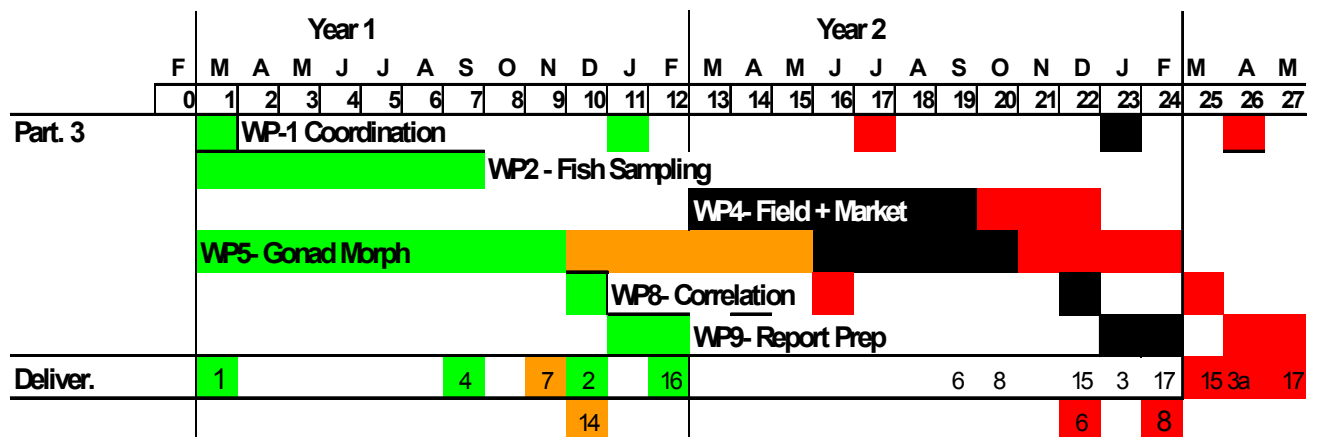 Year 1 Year 2
F M A M J J A S O N D J F M A M J J A S O N D J F M A M
0 1 2 3 4 5 6 7 8 9 10 11 12 13 14 15 16 17 18 19 20 21 22 23 24 25 26 27
Part. 3 WP-1 Coordination
WP2 - Fish Sampling
WP4- Field + Market
WP5- Gonad Morph
WP8- Correlation
WP9- Report Prep
Deliver. 1 4 7 2 16 6 8 15 3 17 15 3a 17
14 6 8